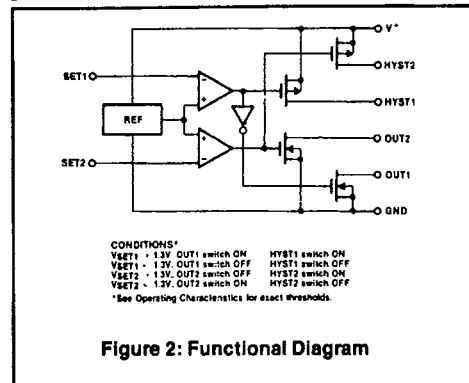 V+
HYST2
SET1
HYST1
REF
OUT2
SET2
OUT1
GND
CONDITIONS*
VSET1 > 1.3V, OUT1 switch ON HYST1 switch ON
VSET1 < 1.3V, OUT1 switch OFF HYST1 switch OFF
VSET2 > 1.3V, OUT2 switch OFF HYST2 switch ON
VSET2 < 1.3V, OUT2 switch ON HYST2 switch OFF
*See Operating Characteristics for exact thresholds.
Figure 2: Functional Diagram